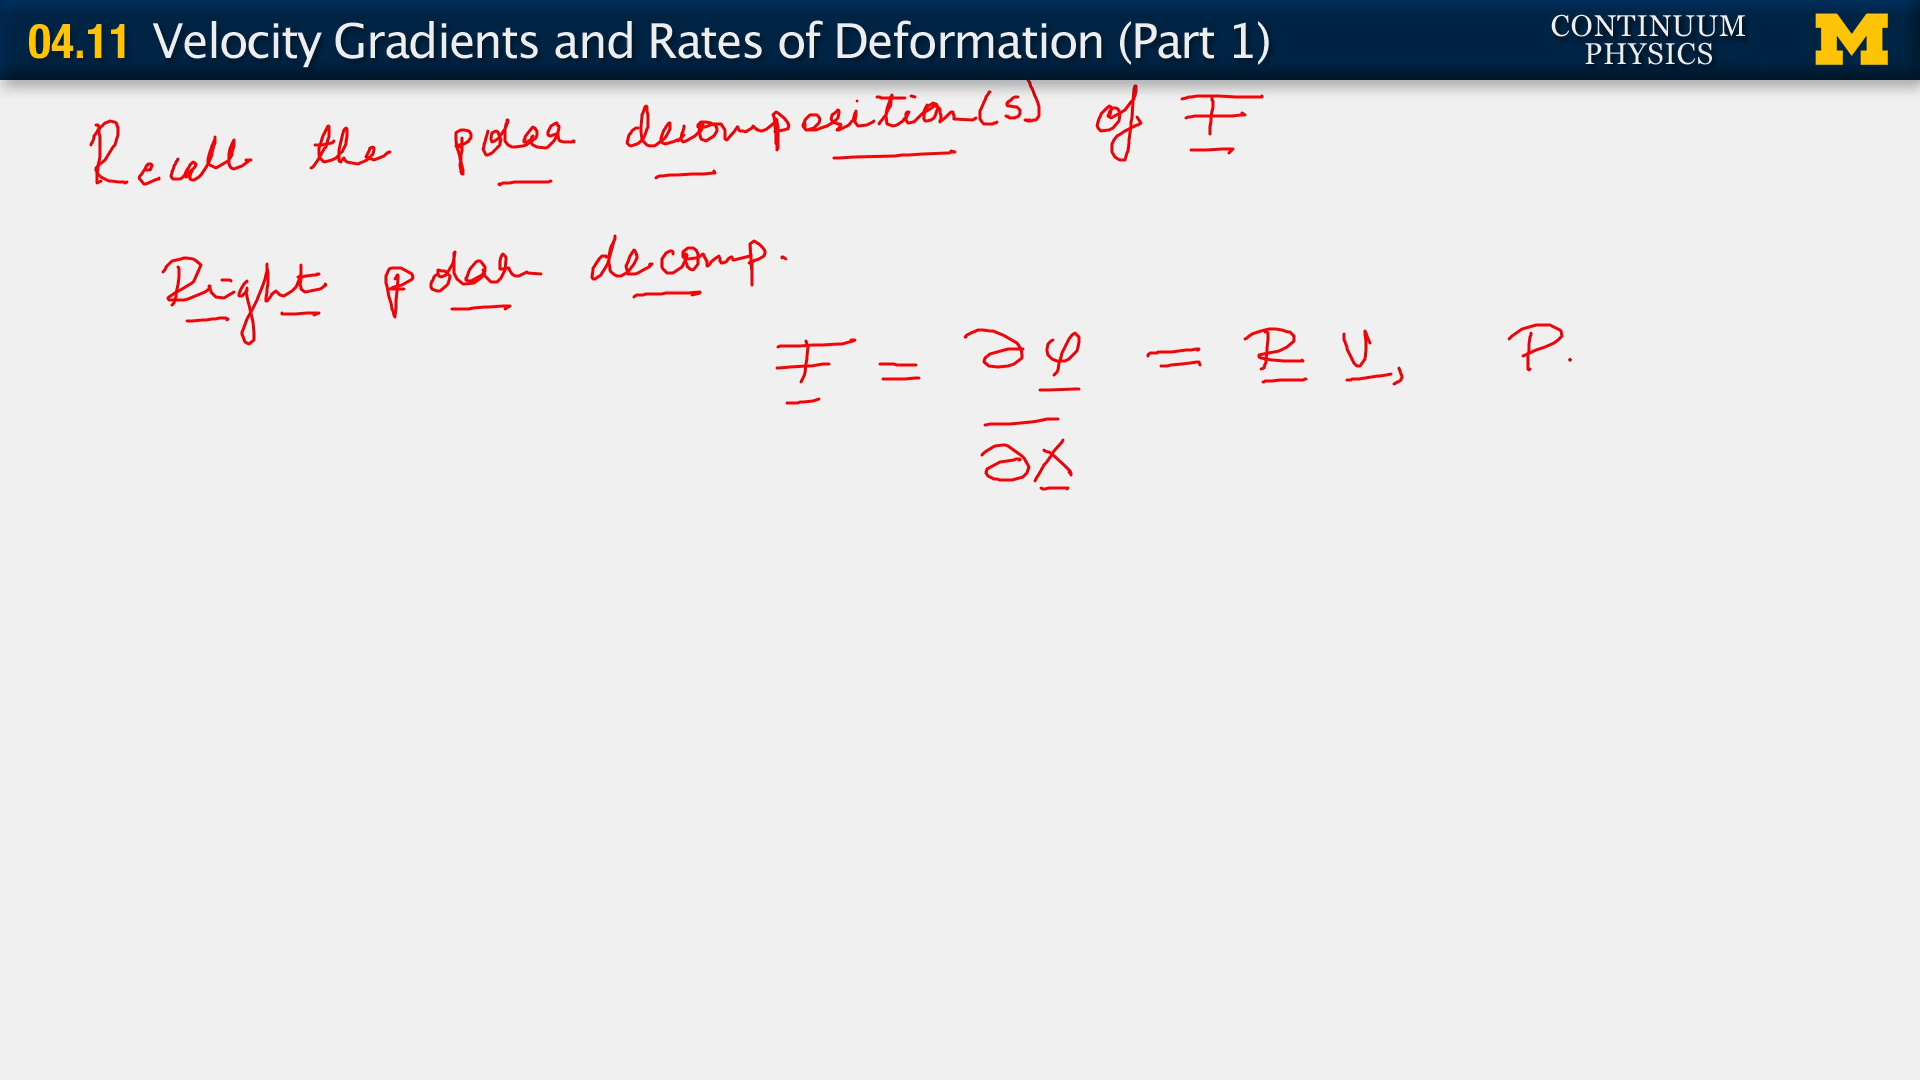 04.11 Velocity Gradients and Rates of Deformation (Part 1)
CONTINUUM
PHYSICS
M
Recall the polar decomposition(s) of F
Right polar decomp.
F = ∂φ/∂X = R U, P.